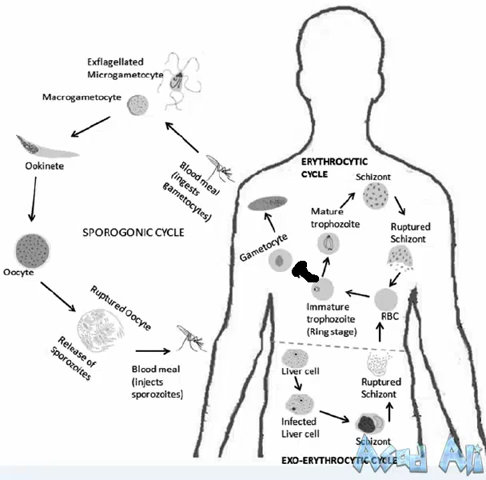 Exflagellated
Microgametocyte
Macrogametocyte
Ookinete
Blood meal
(ingests
gametocytes)
SPOROGONIC CYCLE
Oocyte
Ruptured Oocyte
Release of
Sporozoites
Blood meal
(injects
sporozoites)
ERYTHROCYTIC
CYCLE
Schizont
Mature
trophozoite
Ruptured
Schizont
Gametocyte
Immature
trophozoite
(Ring stage)
RBC
Liver cell
Ruptured
Schizont
Infected
Liver cell
Schizont
EXO-ERYTHROCYTIC CYCLE
Asad Ali